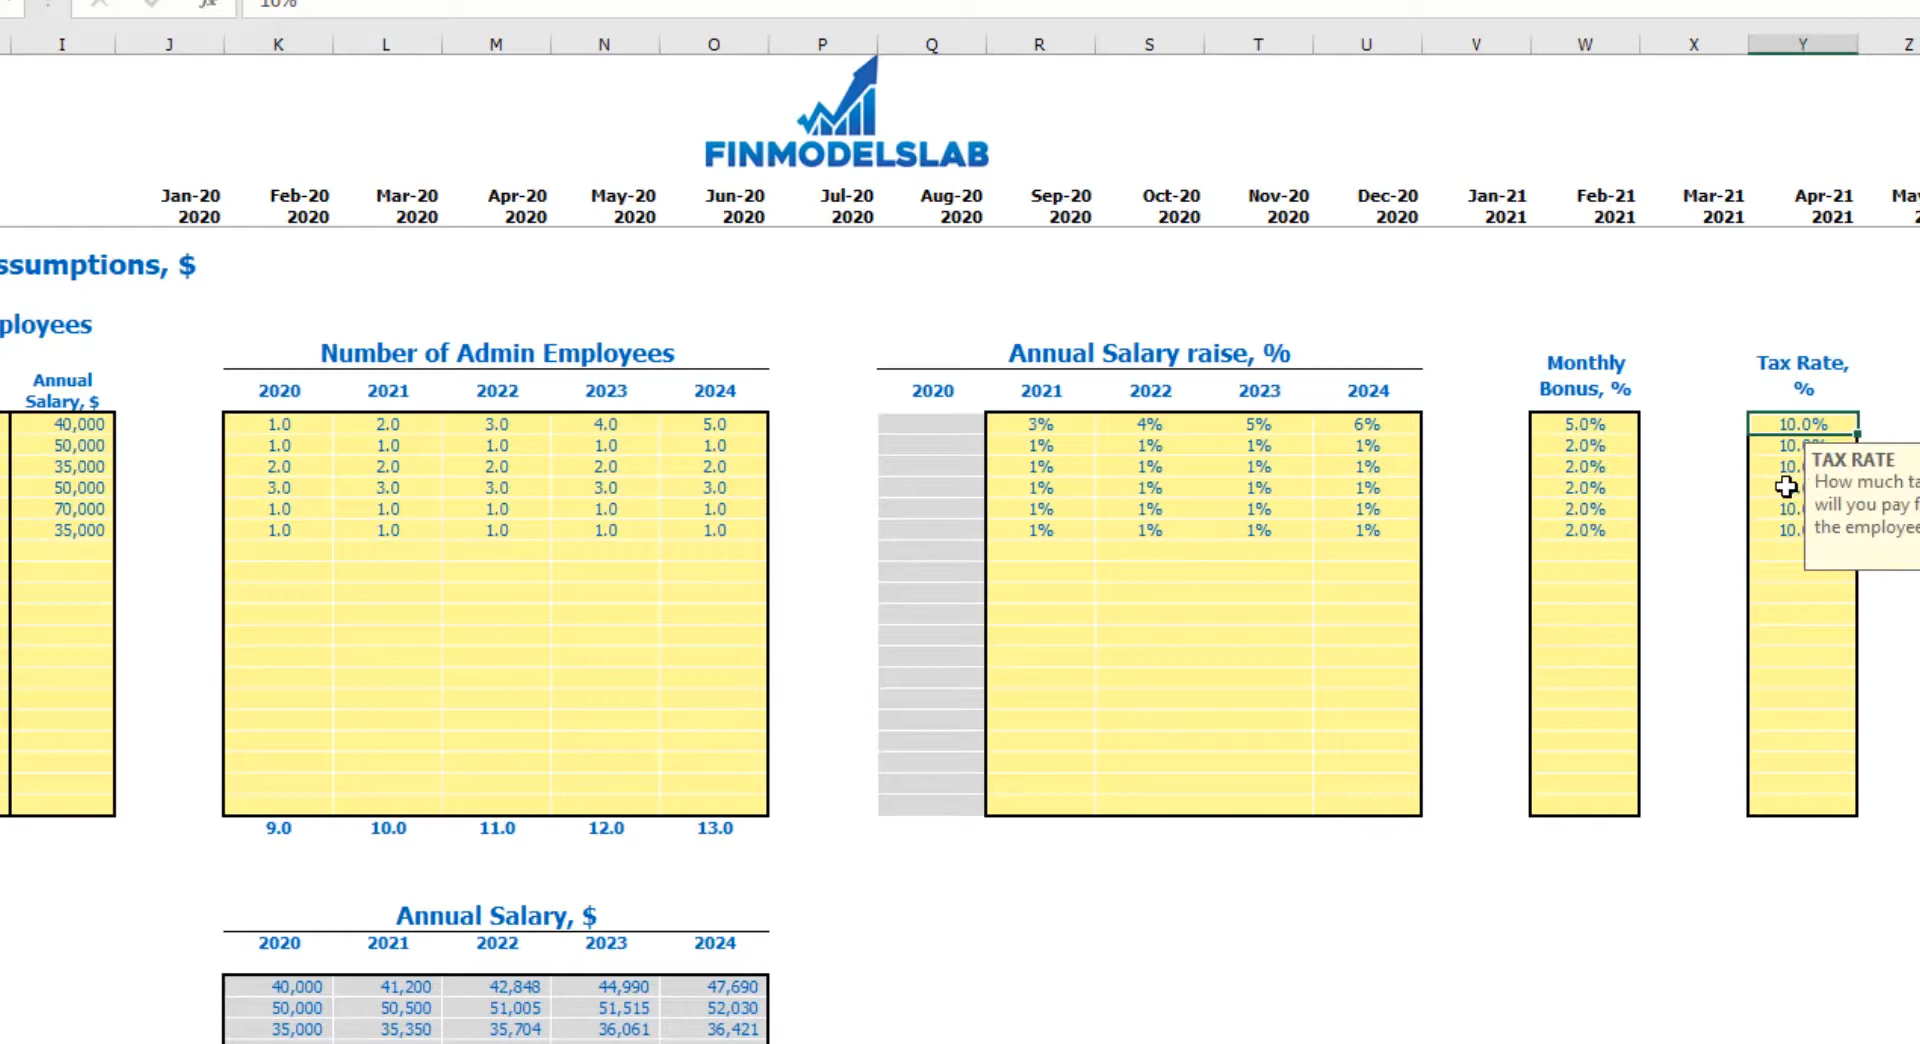 10%
I J K L M N O P Q R S T U V W X Y Z
FINMODELSLAB
Jan-20 Feb-20 Mar-20 Apr-20 May-20 Jun-20 Jul-20 Aug-20 Sep-20 Oct-20 Nov-20 Dec-20 Jan-21 Feb-21 Mar-21 Apr-21
2020 2020 2020 2020 2020 2020 2020 2020 2020 2020 2020 2020 2021 2021 2021 2021
ssumptions, $
ployees
Number of Admin Employees Annual Salary raise, % Monthly Tax Rate,
Annual 2020 2021 2022 2023 2024 2020 2021 2022 2023 2024 Bonus, % %
Salary, $
40,000 1.0 2.0 3.0 4.0 5.0 3% 4% 5% 6% 5.0% 10.0%
50,000 1.0 1.0 1.0 1.0 1.0 1% 1% 1% 1% 2.0%
35,000 2.0 2.0 2.0 2.0 2.0 1% 1% 1% 1% 2.0%
50,000 3.0 3.0 3.0 3.0 3.0 1% 1% 1% 1% 2.0%
70,000 1.0 1.0 1.0 1.0 1.0 1% 1% 1% 1% 2.0%
35,000 1.0 1.0 1.0 1.0 1.0 1% 1% 1% 1% 2.0%
TAX RATE
How much ta
will you pay f
the employee
9.0 10.0 11.0 12.0 13.0
Annual Salary, $
2020 2021 2022 2023 2024
40,000 41,200 42,848 44,990 47,690
50,000 50,500 51,005 51,515 52,030
35,000 35,350 35,704 36,061 36,421